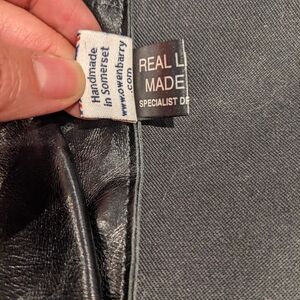 Handmade
in Somerset
www.owenbarry
.com
REAL L
MADE
SPECIALIST D